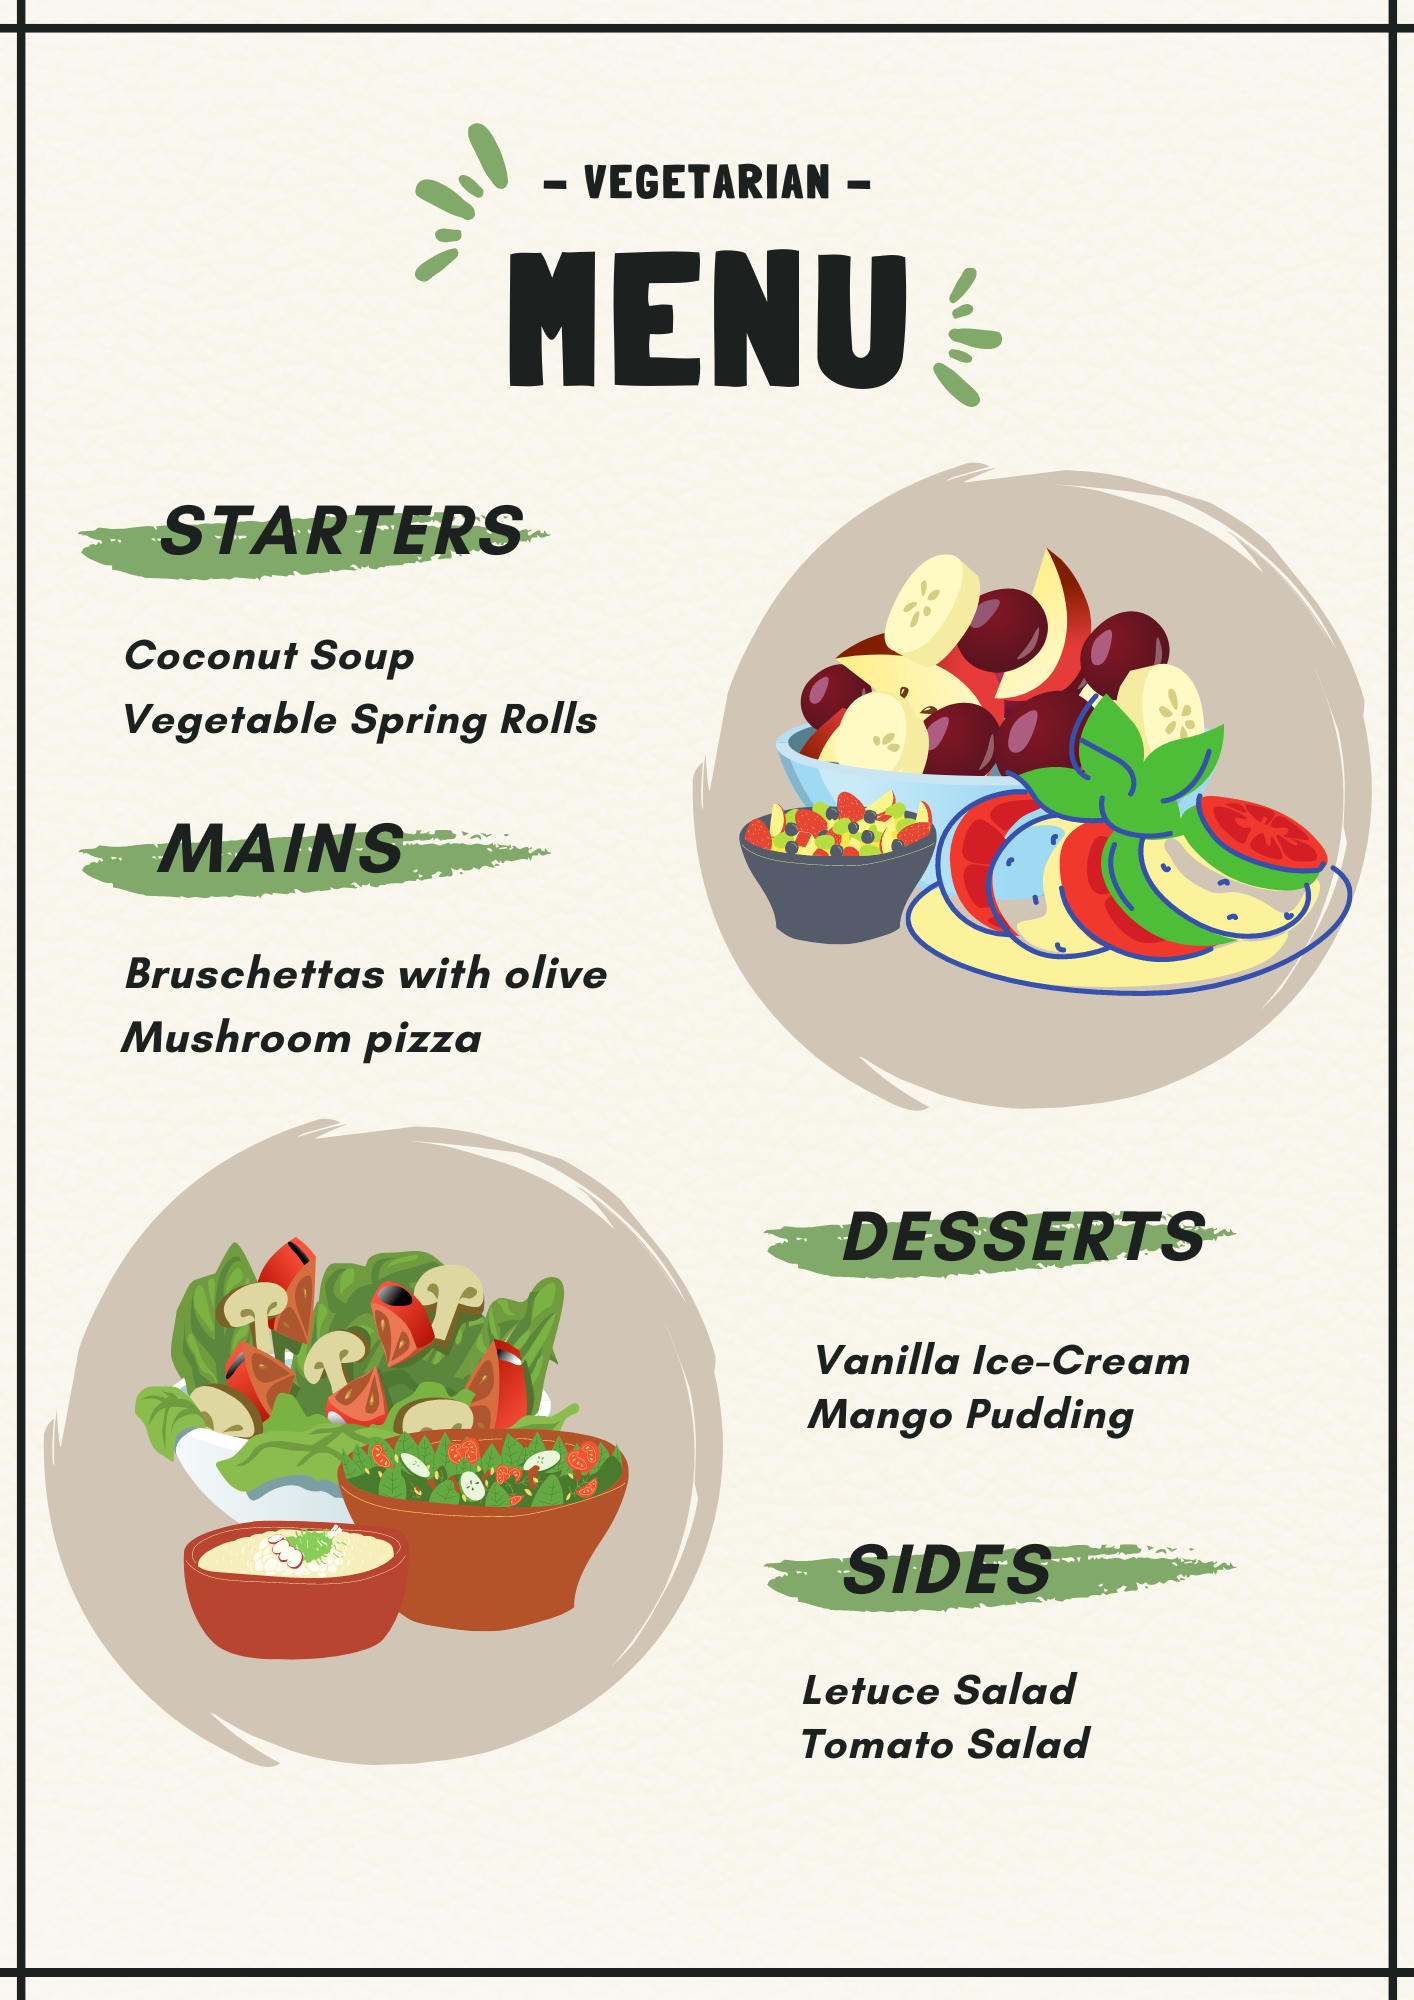 – VEGETARIAN –
MENU
STARTERS
Coconut Soup
Vegetable Spring Rolls
MAINS
Bruschettas with olive
Mushroom pizza
DESSERTS
Vanilla Ice-Cream
Mango Pudding
SIDES
Letuce Salad
Tomato Salad